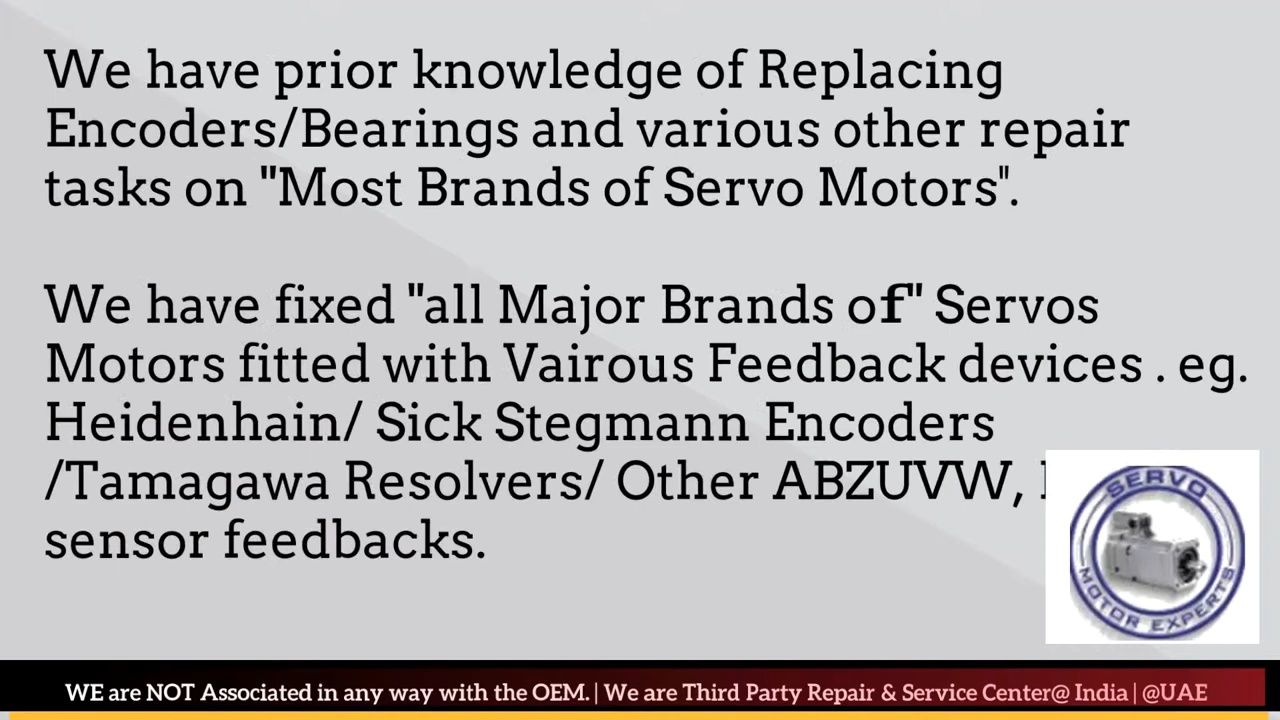 We have prior knowledge of Replacing
Encoders/Bearings and various other repair
tasks on "Most Brands of Servo Motors".
We have fixed "all Major Brands of" Servos
Motors fitted with Vairous Feedback devices . eg.
Heidenhain/ Sick Stegmann Encoders
/Tamagawa Resolvers/ Other ABZUVW,
sensor feedbacks.
SERVO
MOTOR EXPERTS
WE are NOT Associated in any way with the OEM. | We are Third Party Repair & Service Center@ India | @UAE